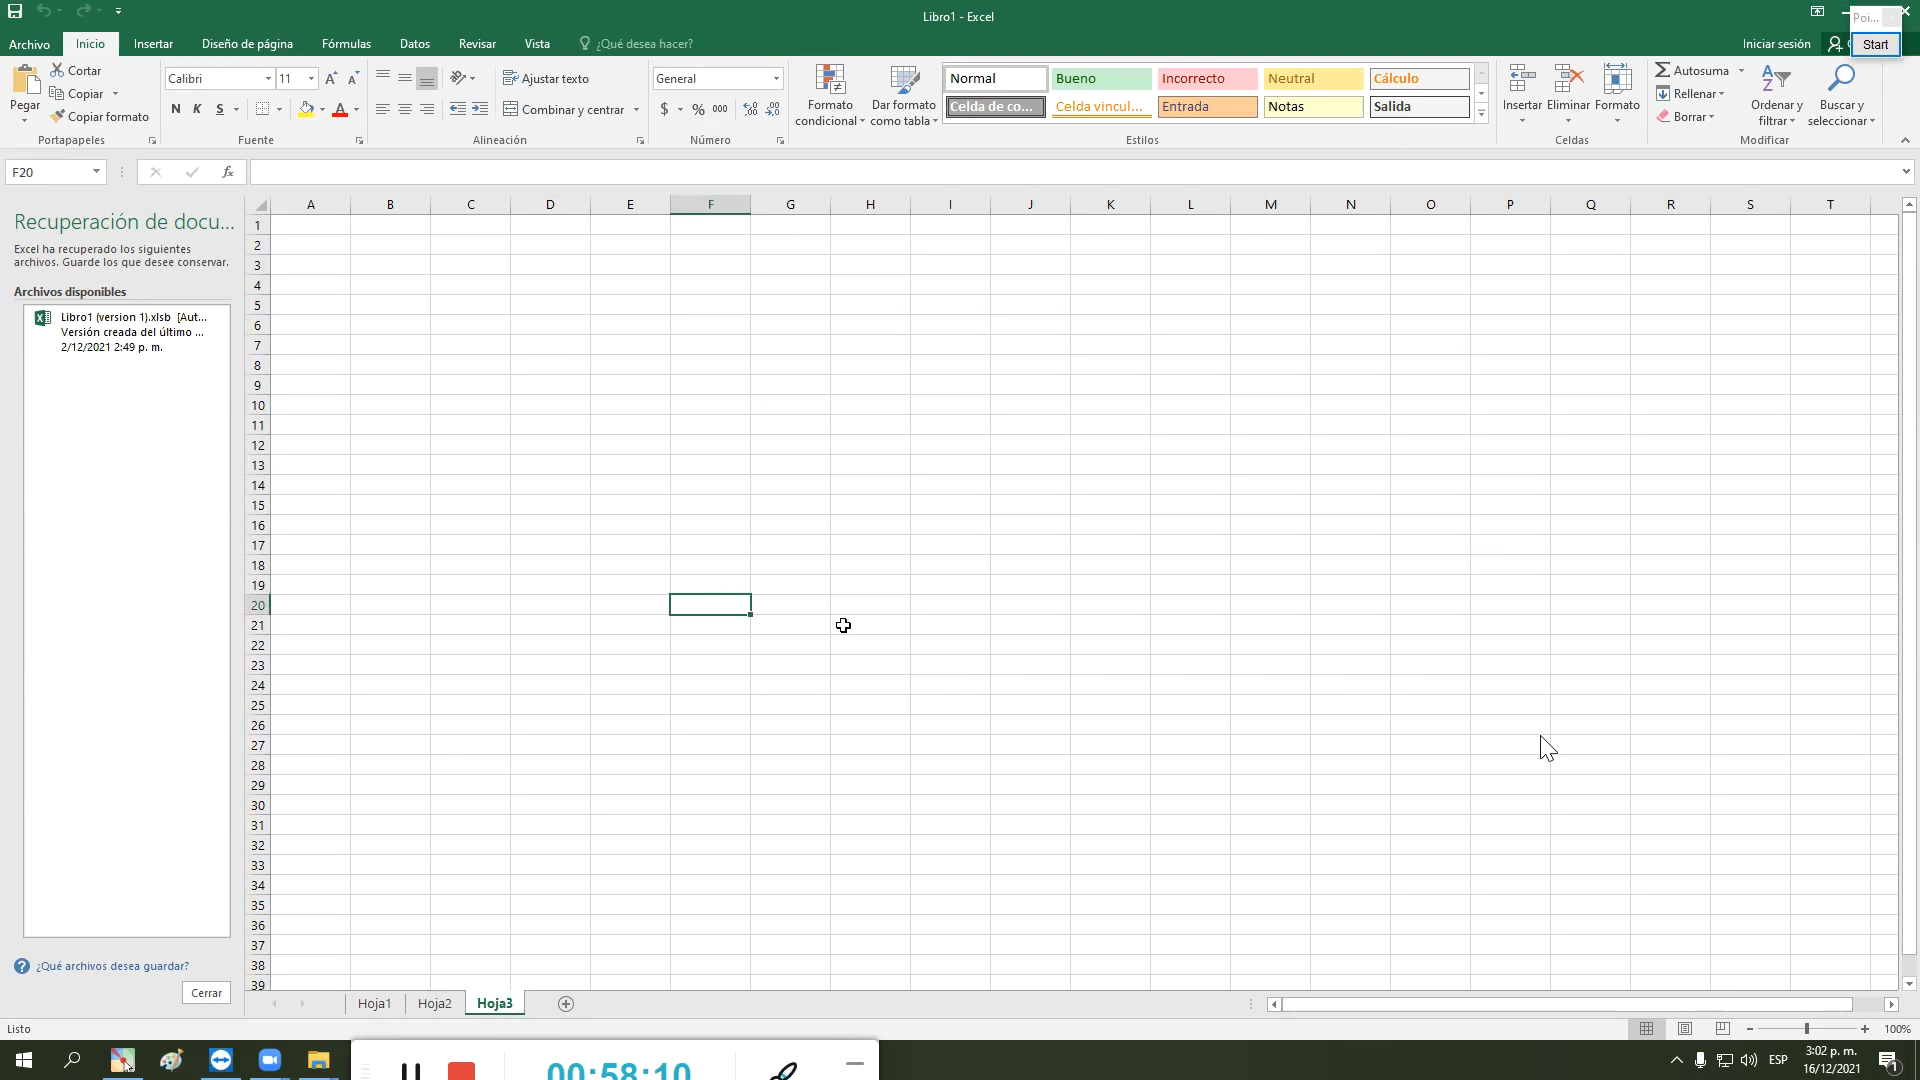 Libro1 - Excel
Poi...
Archivo
Inicio
Insertar
Diseño de página
Fórmulas
Datos
Revisar
Vista
¿Qué desea hacer?
Iniciar sesión
Start
Pegar
Cortar
Copiar
Copiar formato
Portapapeles
Calibri
11
N K S
Fuente
Ajustar texto
Combinar y centrar
Alineación
General
$ % 000
Número
Formato condicional
Dar formato como tabla
Normal
Bueno
Incorrecto
Neutral
Cálculo
Celda de co...
Celda vincul...
Entrada
Notas
Salida
Estilos
Insertar
Eliminar
Formato
Celdas
Autosuma
Rellenar
Borrar
Ordenar y filtrar
Buscar y seleccionar
Modificar
F20
fx
Recuperación de docu...
Excel ha recuperado los siguientes
archivos. Guarde los que desee conservar.
Archivos disponibles
Libro1 (version 1).xlsb [Aut...
Versión creada del último ...
2/12/2021 2:49 p. m.
¿Qué archivos desea guardar?
Cerrar
A B C D E F G H I J K L M N O P Q R S T
1
2
3
4
5
6
7
8
9
10
11
12
13
14
15
16
17
18
19
20
21
22
23
24
25
26
27
28
29
30
31
32
33
34
35
36
37
38
39
Hoja1
Hoja2
Hoja3
Listo
100%
00:58:10
ESP
3:02 p. m.
16/12/2021
1